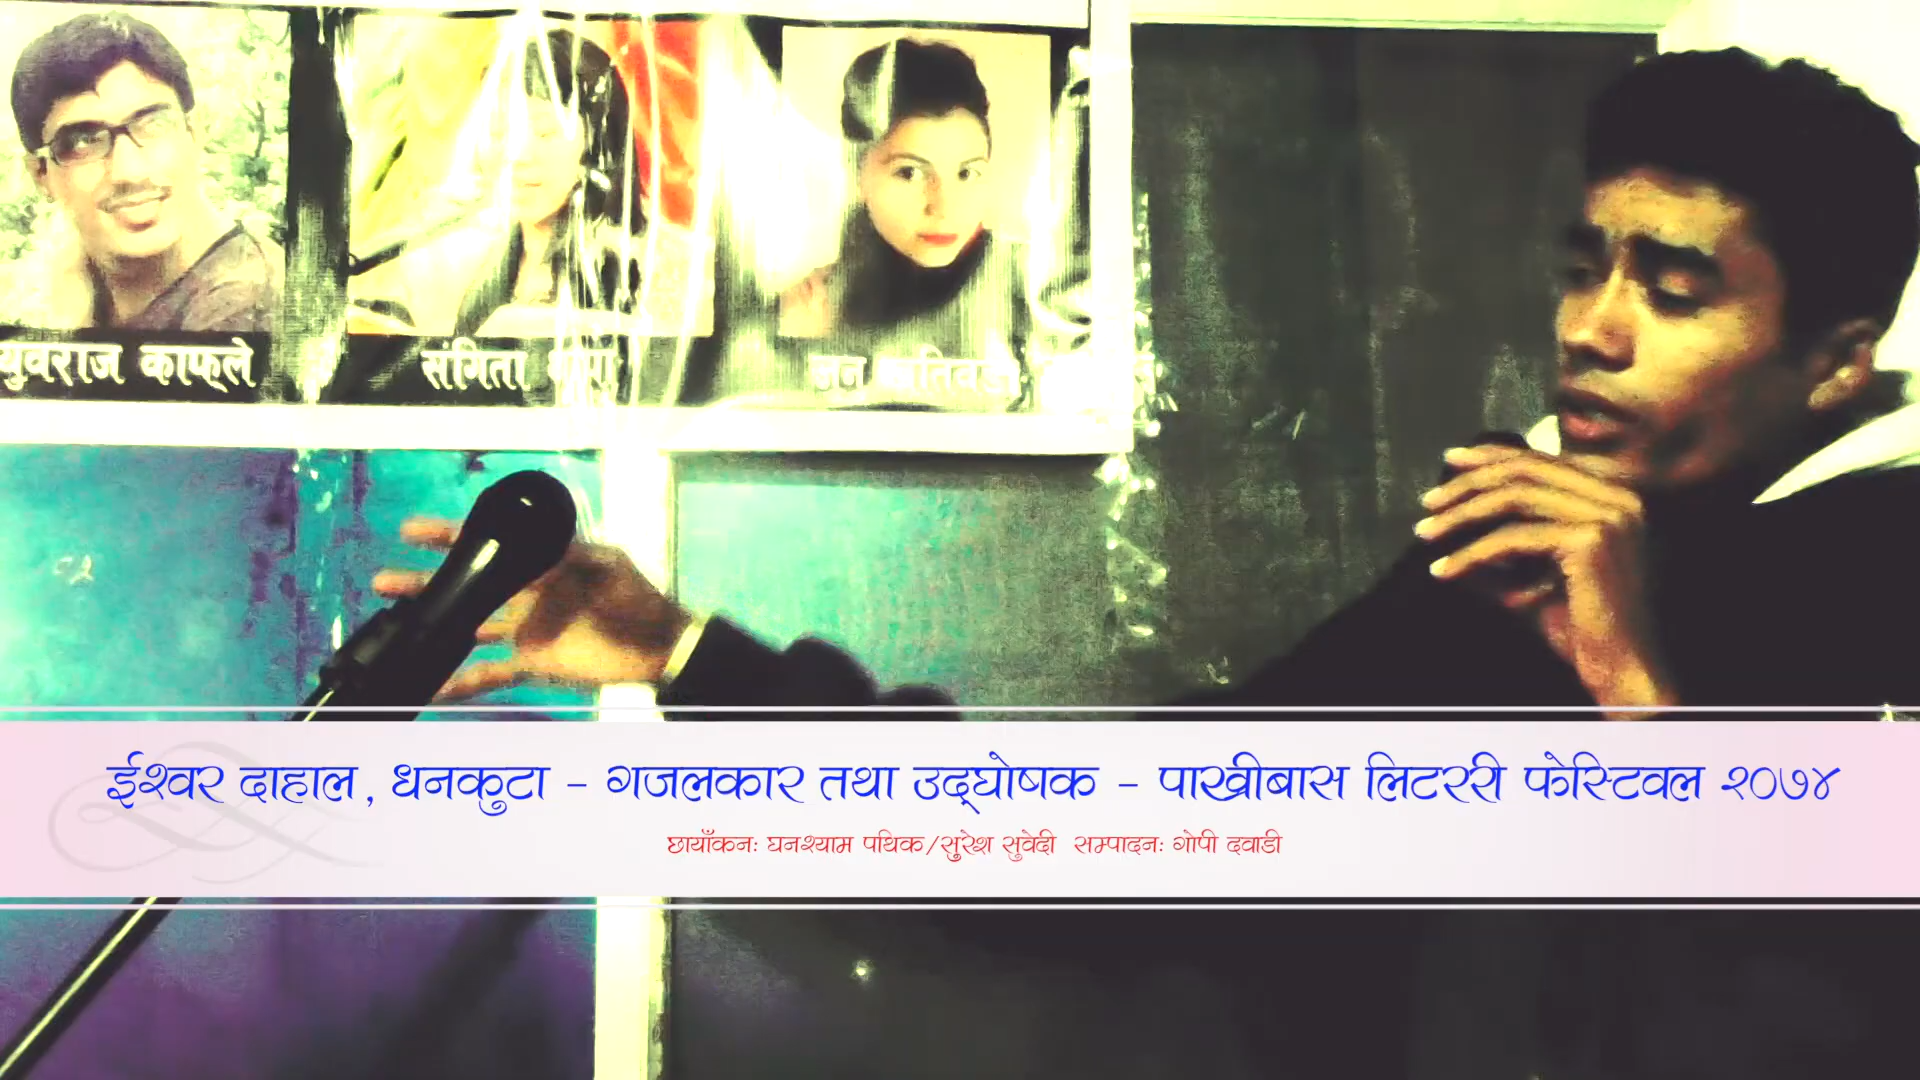 युवराज काफ्ले
संगिता
ईश्वर दाहाल, धनकुटा - गजलकार तथा उद्घोषक - पाख्रीबास लिटररी फेस्टिवल २०७४
छायाँकनः घनश्याम पथिक/सुरेश सुवेदी सम्पादनः गोपी दवाडी